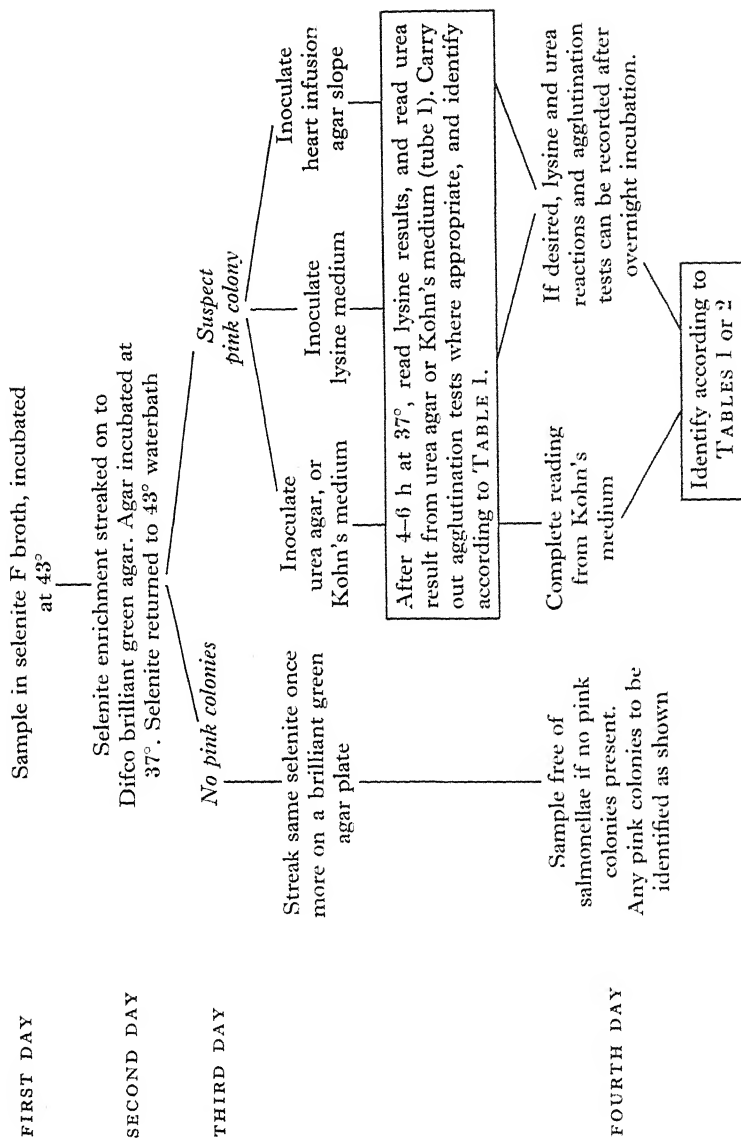 FIRST DAY
Sample in selenite F broth, incubated
at 43°
SECOND DAY
Selenite enrichment streaked on to
Difco brilliant green agar. Agar incubated at
37°. Selenite returned to 43° waterbath
THIRD DAY
No pink colonies
Suspect
pink colony
Streak same selenite once
more on a brilliant green
agar plate
Inoculate
urea agar, or
Kohn's medium
Inoculate
lysine medium
Inoculate
heart infusion
agar slope
After 4–6 h at 37°, read lysine results, and read urea
result from urea agar or Kohn's medium (tube 1). Carry
out agglutination tests where appropriate, and identify
according to TABLE 1.
FOURTH DAY
Sample free of
salmonellae if no pink
colonies present.
Any pink colonies to be
identified as shown
Complete reading
from Kohn's
medium
If desired, lysine and urea
reactions and agglutination
tests can be recorded after
overnight incubation.
Identify according to
TABLES 1 or 2